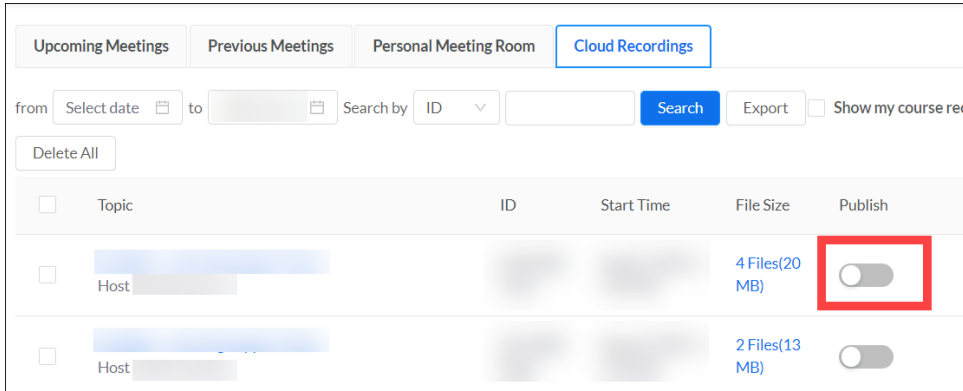 Upcoming Meetings Previous Meetings Personal Meeting Room Cloud Recordings
from Select date to Search by ID Search Export Show my course
Delete All
Topic ID Start Time File Size Publish
4 Files(20
MB)
Host
2 Files(13
MB)
Host